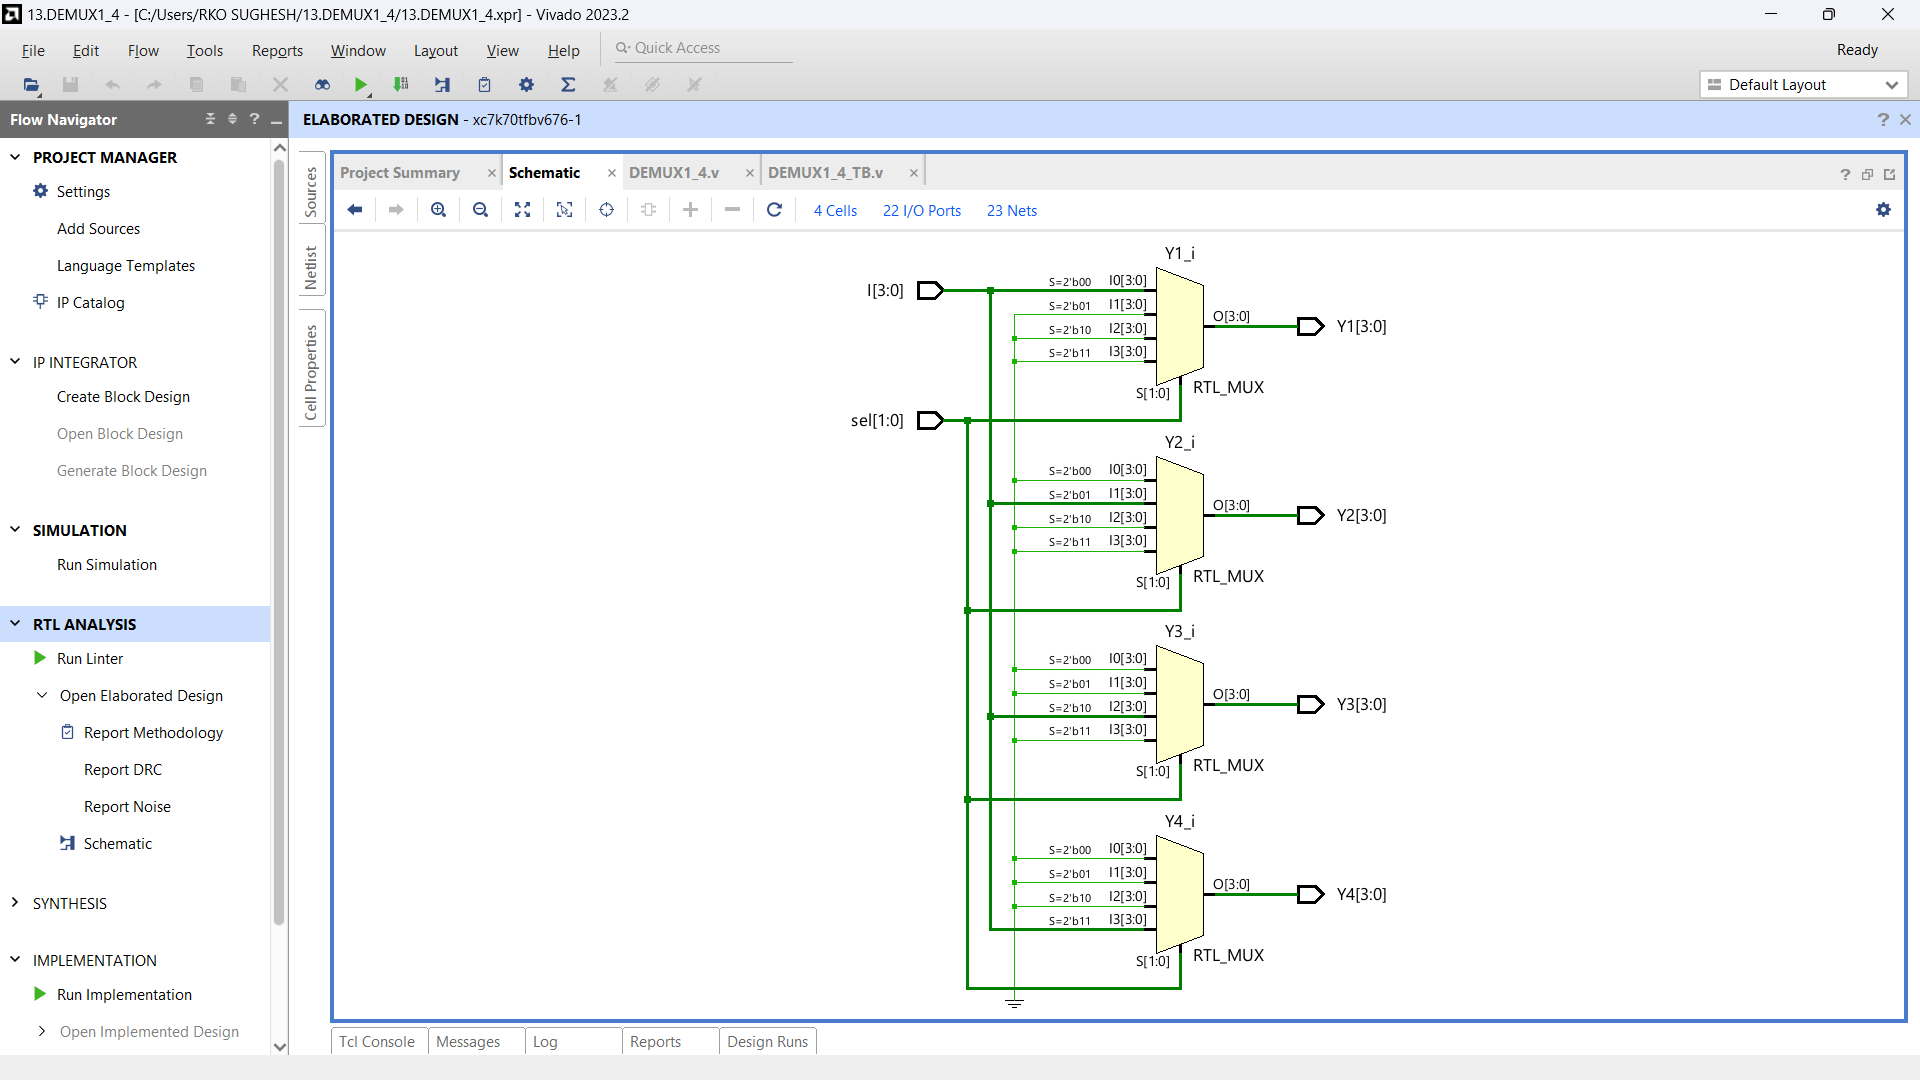 13.DEMUX1_4 - [C:/Users/RKO SUGHESH/13.DEMUX1_4/13.DEMUX1_4.xpr] - Vivado 2023.2
File Edit Flow Tools Reports Window Layout View Help Quick Access Ready
Default Layout
Flow Navigator
PROJECT MANAGER
Settings
Add Sources
Language Templates
IP Catalog
IP INTEGRATOR
Create Block Design
Open Block Design
Generate Block Design
SIMULATION
Run Simulation
RTL ANALYSIS
Run Linter
Open Elaborated Design
Report Methodology
Report DRC
Report Noise
Schematic
SYNTHESIS
IMPLEMENTATION
Run Implementation
Open Implemented Design
ELABORATED DESIGN - xc7k70tfbv676-1
Sources
Netlist
Cell Properties
Project Summary Schematic DEMUX1_4.v DEMUX1_4_TB.v
4 Cells 22 I/O Ports 23 Nets
Y1_i
I[3:0]
S=2'b00 I0[3:0]
S=2'b01 I1[3:0]
S=2'b10 I2[3:0]
S=2'b11 I3[3:0]
O[3:0] Y1[3:0]
S[1:0] RTL_MUX
sel[1:0]
Y2_i
S=2'b00 I0[3:0]
S=2'b01 I1[3:0]
S=2'b10 I2[3:0]
S=2'b11 I3[3:0]
O[3:0] Y2[3:0]
S[1:0] RTL_MUX
Y3_i
S=2'b00 I0[3:0]
S=2'b01 I1[3:0]
S=2'b10 I2[3:0]
S=2'b11 I3[3:0]
O[3:0] Y3[3:0]
S[1:0] RTL_MUX
Y4_i
S=2'b00 I0[3:0]
S=2'b01 I1[3:0]
S=2'b10 I2[3:0]
S=2'b11 I3[3:0]
O[3:0] Y4[3:0]
S[1:0] RTL_MUX
Tcl Console Messages Log Reports Design Runs